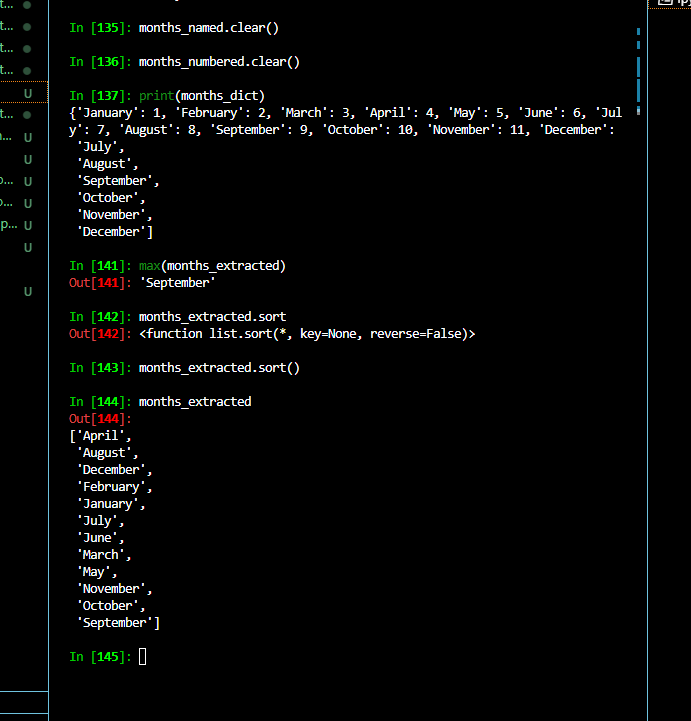 t...
In [135]: months_named.clear()
t...
t...
In [136]: months_numbered.clear()
t...
U
In [137]: print(months_dict)
t...
{'January': 1, 'February': 2, 'March': 3, 'April': 4, 'May': 5, 'June': 6, 'Jul
a... U
y': 7, 'August': 8, 'September': 9, 'October': 10, 'November': 11, 'December':
'July',
U
'August',
o... U
'September',
o... U
'October',
p... U
'November',
'December']
U
In [141]: max(months_extracted)
Out[141]: 'September'
U
In [142]: months_extracted.sort
Out[142]: <function list.sort(*, key=None, reverse=False)>
In [143]: months_extracted.sort()
In [144]: months_extracted
Out[144]:
['April',
'August',
'December',
'February',
'January',
'July',
'June',
'March',
'May',
'November',
'October',
'September']
In [145]: